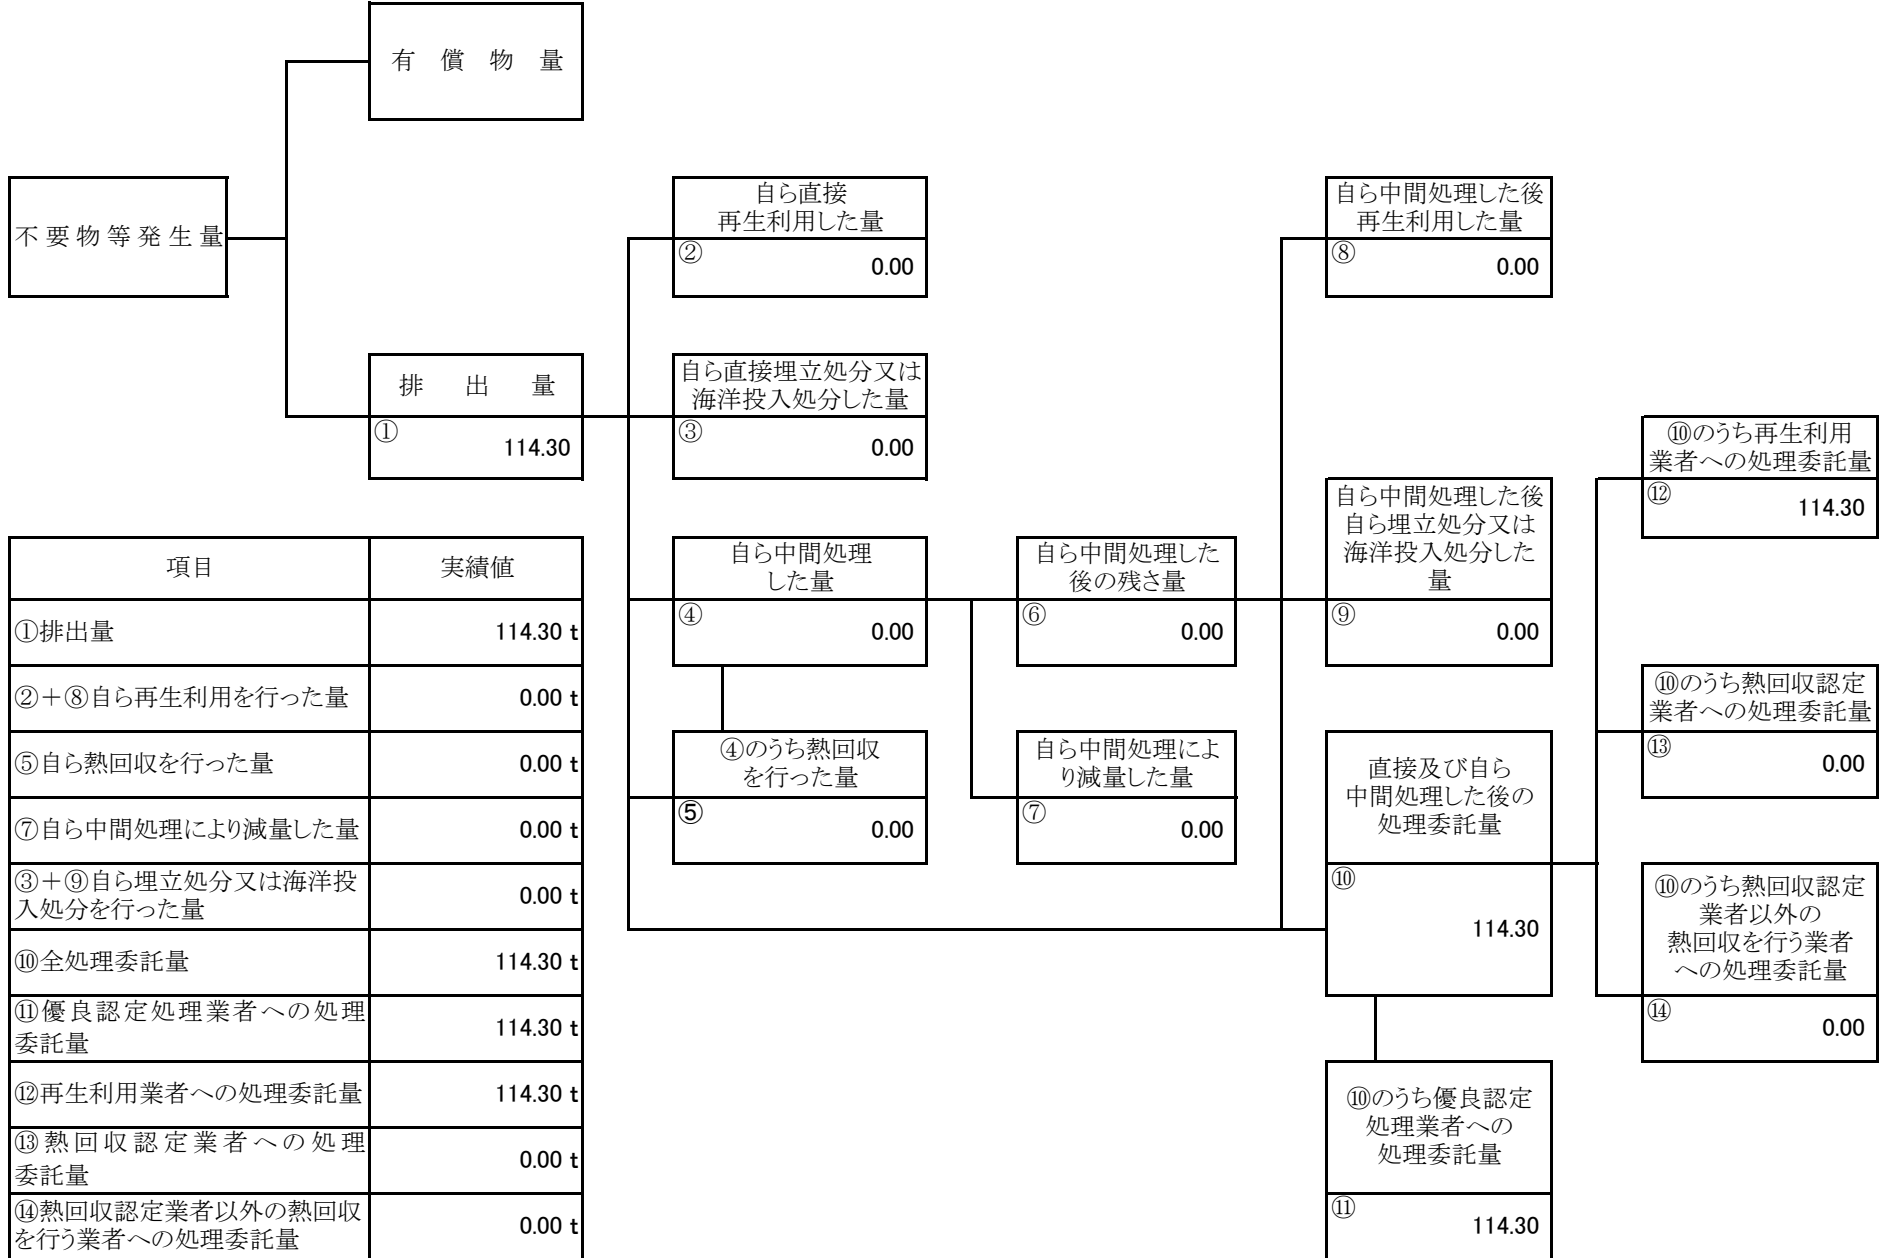 有償物量
不要物等発生量
排出量
①
114.30
自ら直接
再生利用した量
②
0.00
自ら直接埋立処分又は
海洋投入処分した量
③
0.00
自ら中間処理
した量
④
0.00
④のうち熱回収
を行った量
⑤
0.00
自ら中間処理した
後の残さ量
⑥
0.00
自ら中間処理によ
り減量した量
⑦
0.00
自ら中間処理した後
再生利用した量
⑧
0.00
自ら中間処理した後
自ら埋立処分又は
海洋投入処分した
量
⑨
0.00
直接及び自ら
中間処理した後の
処理委託量
⑩
114.30
⑩のうち優良認定
処理業者への
処理委託量
⑪
114.30
⑩のうち再生利用
業者への処理委託量
⑫
114.30
⑩のうち熱回収認定
業者への処理委託量
⑬
0.00
⑩のうち熱回収認定
業者以外の
熱回収を行う業者
への処理委託量
⑭
0.00
項目 実績値
①排出量 114.30 t
②＋⑧自ら再生利用を行った量 0.00 t
⑤自ら熱回収を行った量 0.00 t
⑦自ら中間処理により減量した量 0.00 t
③＋⑨自ら埋立処分又は海洋投
入処分を行った量 0.00 t
⑩全処理委託量 114.30 t
⑪優良認定処理業者への処理
委託量 114.30 t
⑫再生利用業者への処理委託量 114.30 t
⑬熱回収認定業者への処理
委託量 0.00 t
⑭熱回収認定業者以外の熱回収
を行う業者への処理委託量 0.00 t